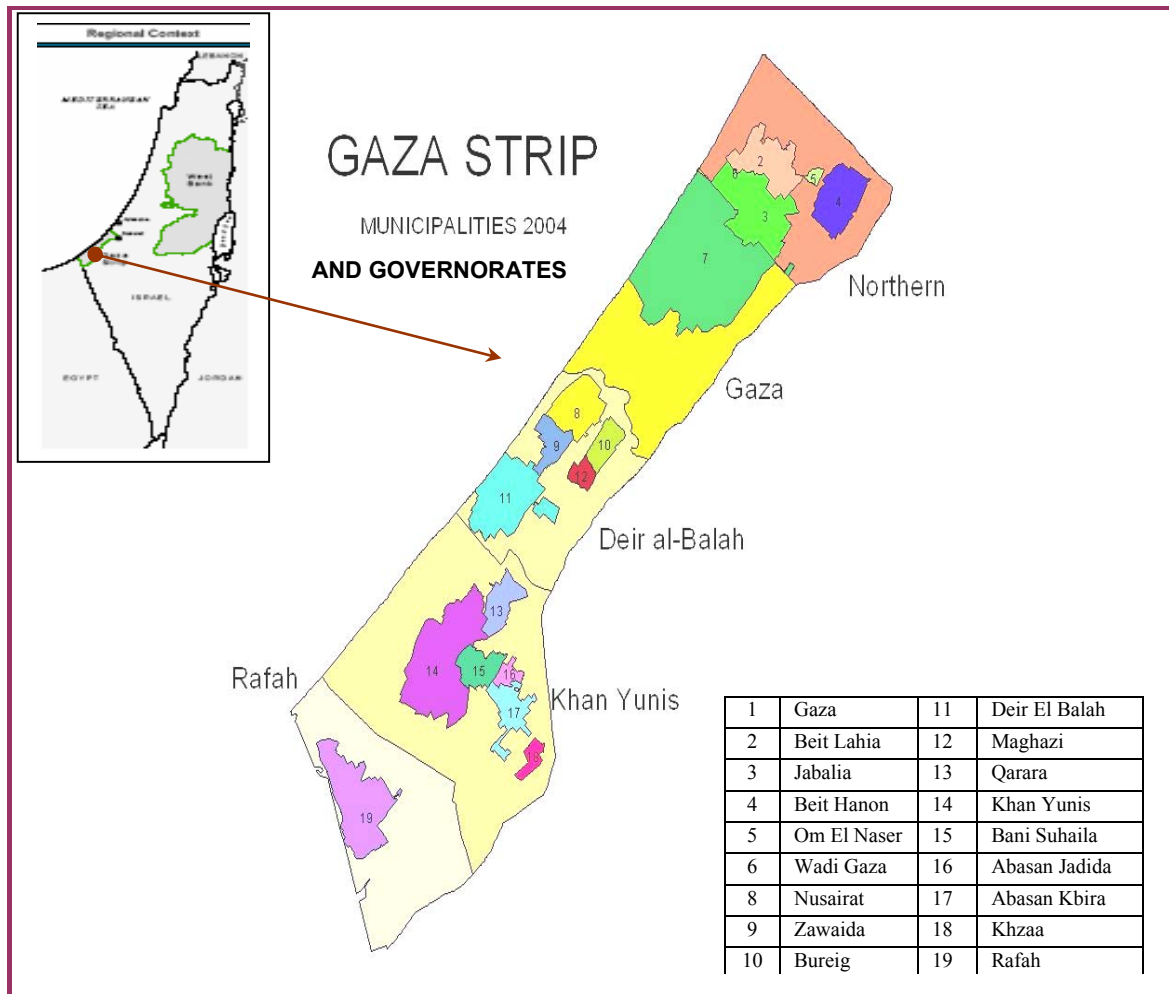 Regional Context
LEBANON
MEDITERRANEAN
SEA
West
Bank
Gaza
Strip
ISRAEL
EGYPT
JORDAN
GAZA STRIP
MUNICIPALITIES 2004
AND GOVERNORATES
2
6
5
4
3
7
Northern
Gaza
8
9
10
12
11
Deir al-Balah
13
14
15
16
17
18
Khan Yunis
Rafah
19
1 Gaza 11 Deir El Balah
2 Beit Lahia 12 Maghazi
3 Jabalia 13 Qarara
4 Beit Hanon 14 Khan Yunis
5 Om El Naser 15 Bani Suhaila
6 Wadi Gaza 16 Abasan Jadida
8 Nusairat 17 Abasan Kbira
9 Zawaida 18 Khzaa
10 Bureig 19 Rafah